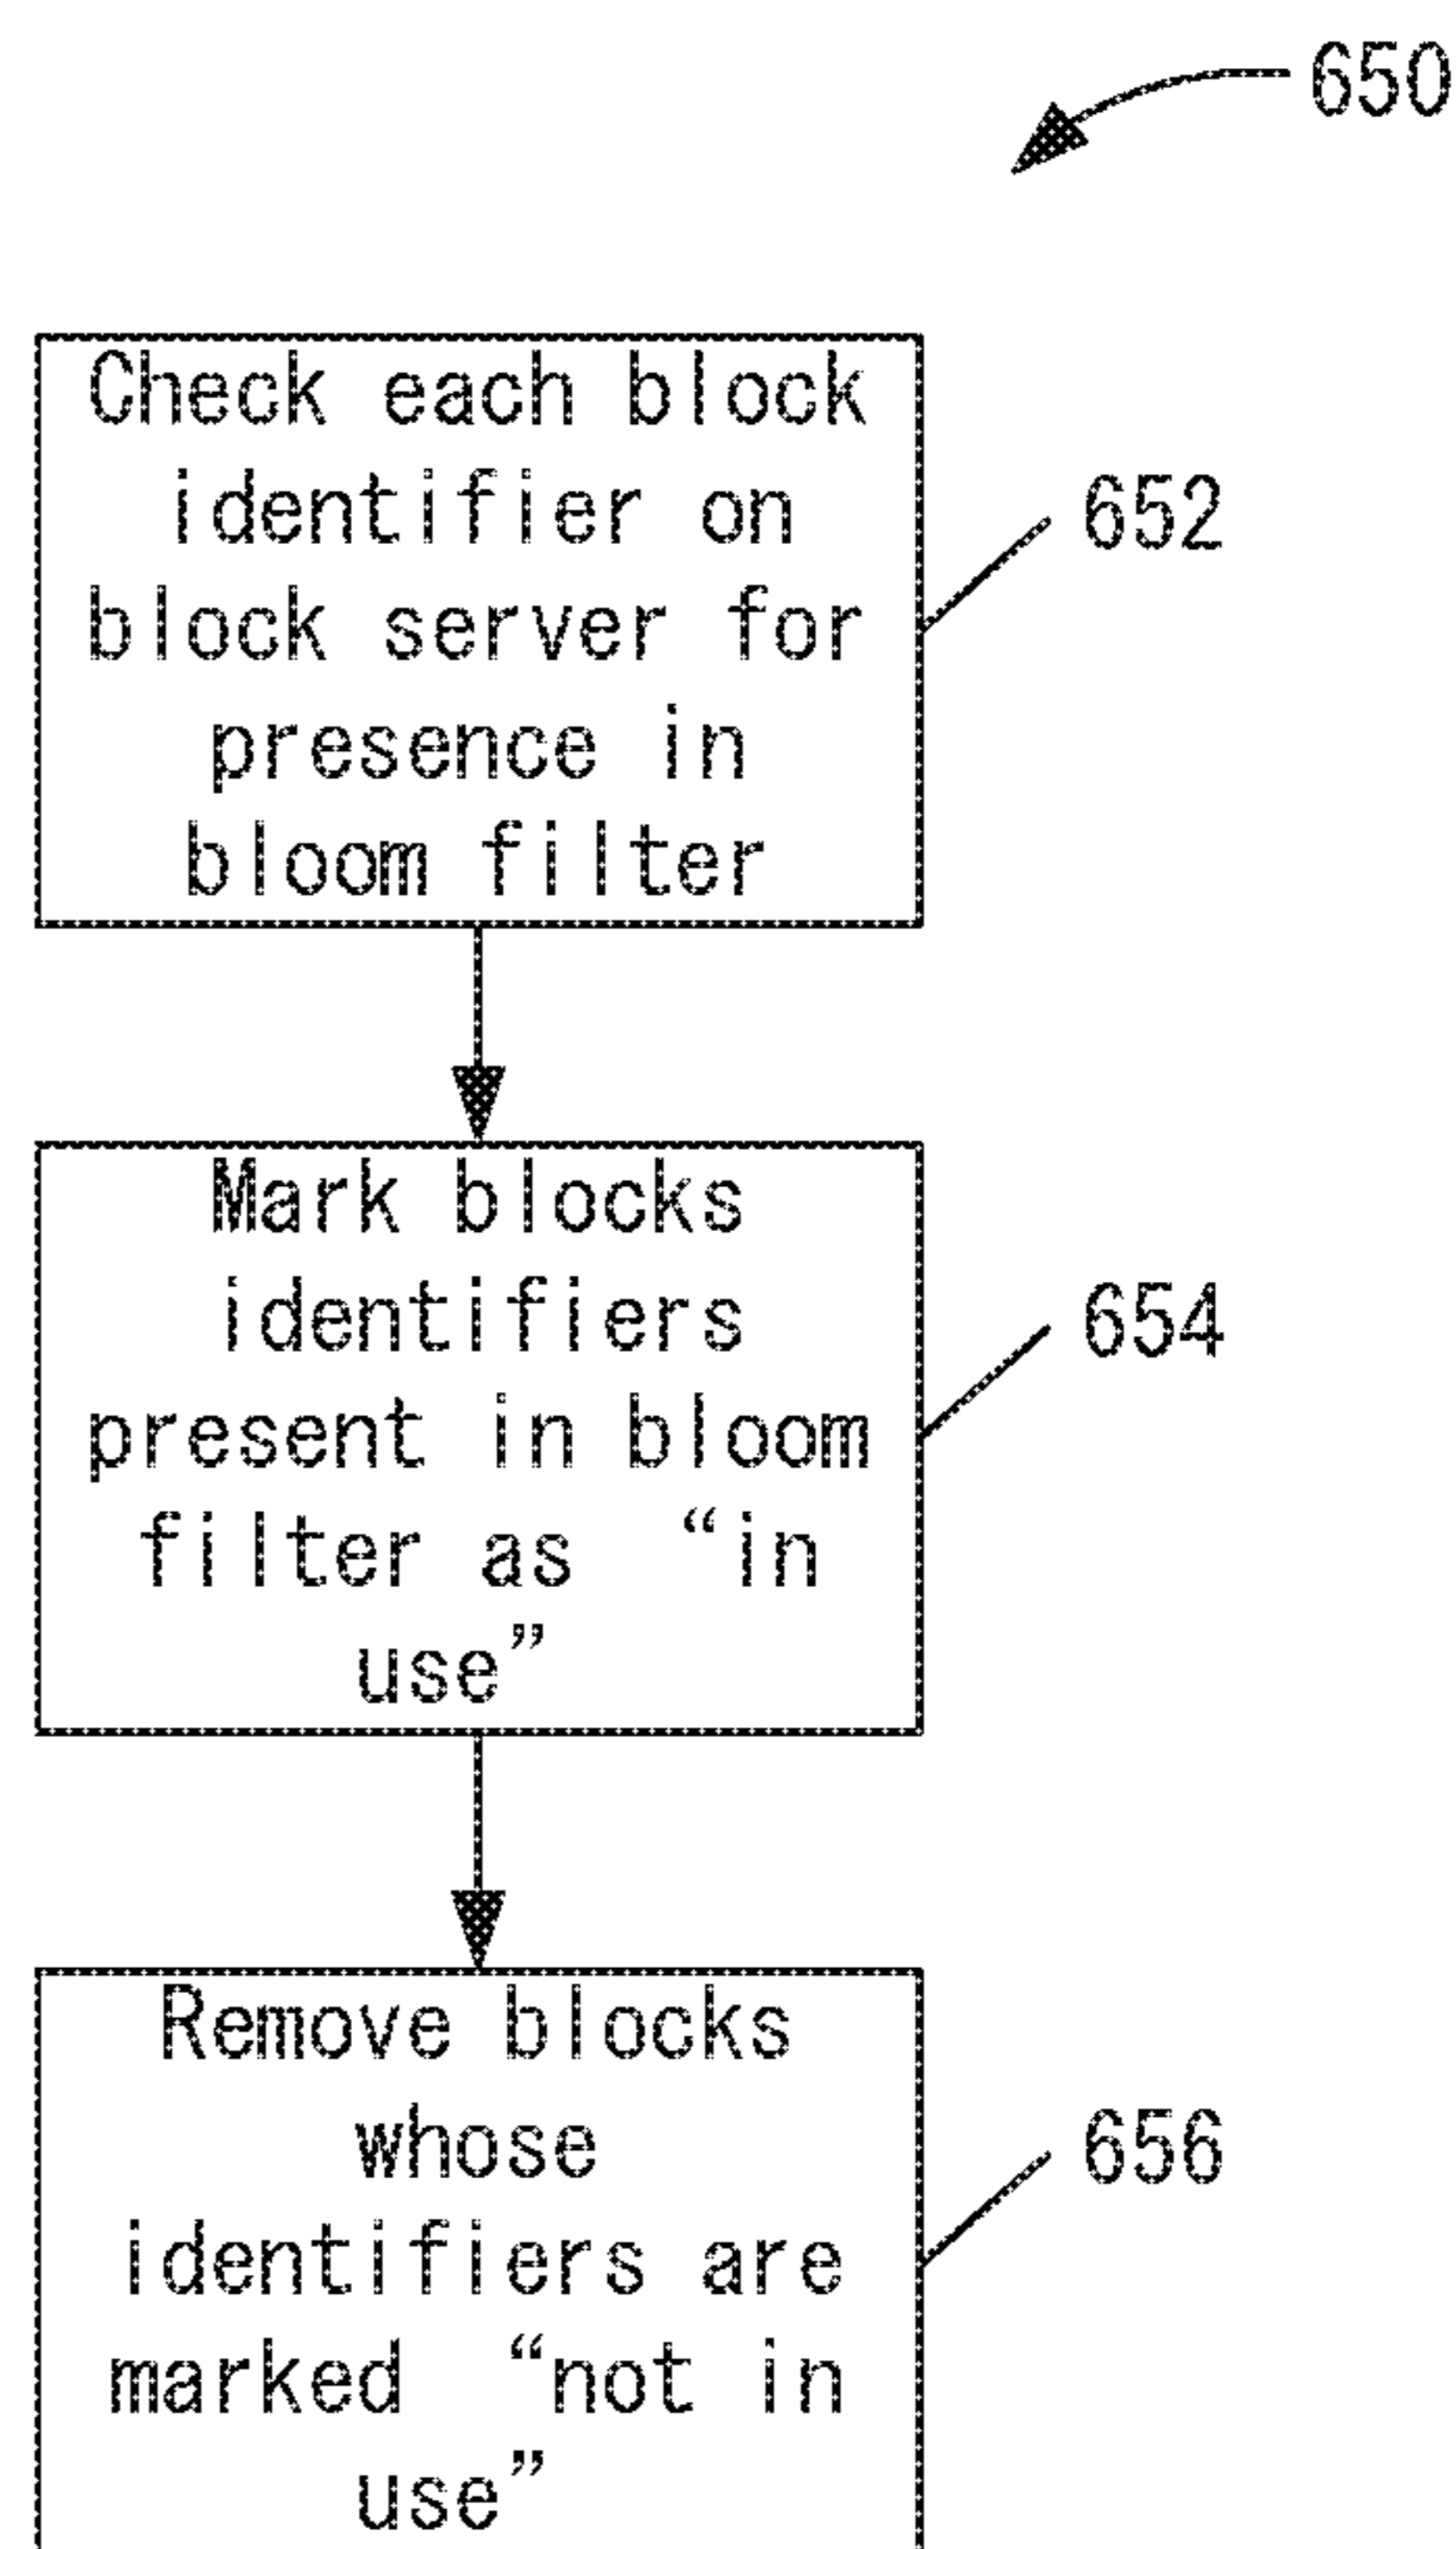 650
Check each block
identifier on
block server for
presence in
bloom filter
652
Mark blocks
identifiers
present in bloom
filter as “in
use”
654
Remove blocks
whose
identifiers are
marked “not in
use”
656